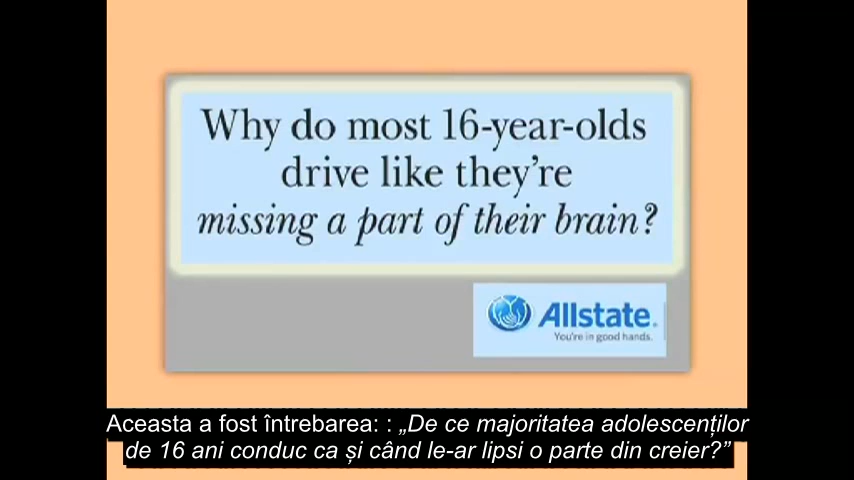 Why do most 16-year-olds
drive like they're
missing a part of their brain?
Allstate.
You're in good hands.
Aceasta a fost întrebarea: : „De ce majoritatea adolescenților
de 16 ani conduc ca și când le-ar lipsi o parte din creier?”